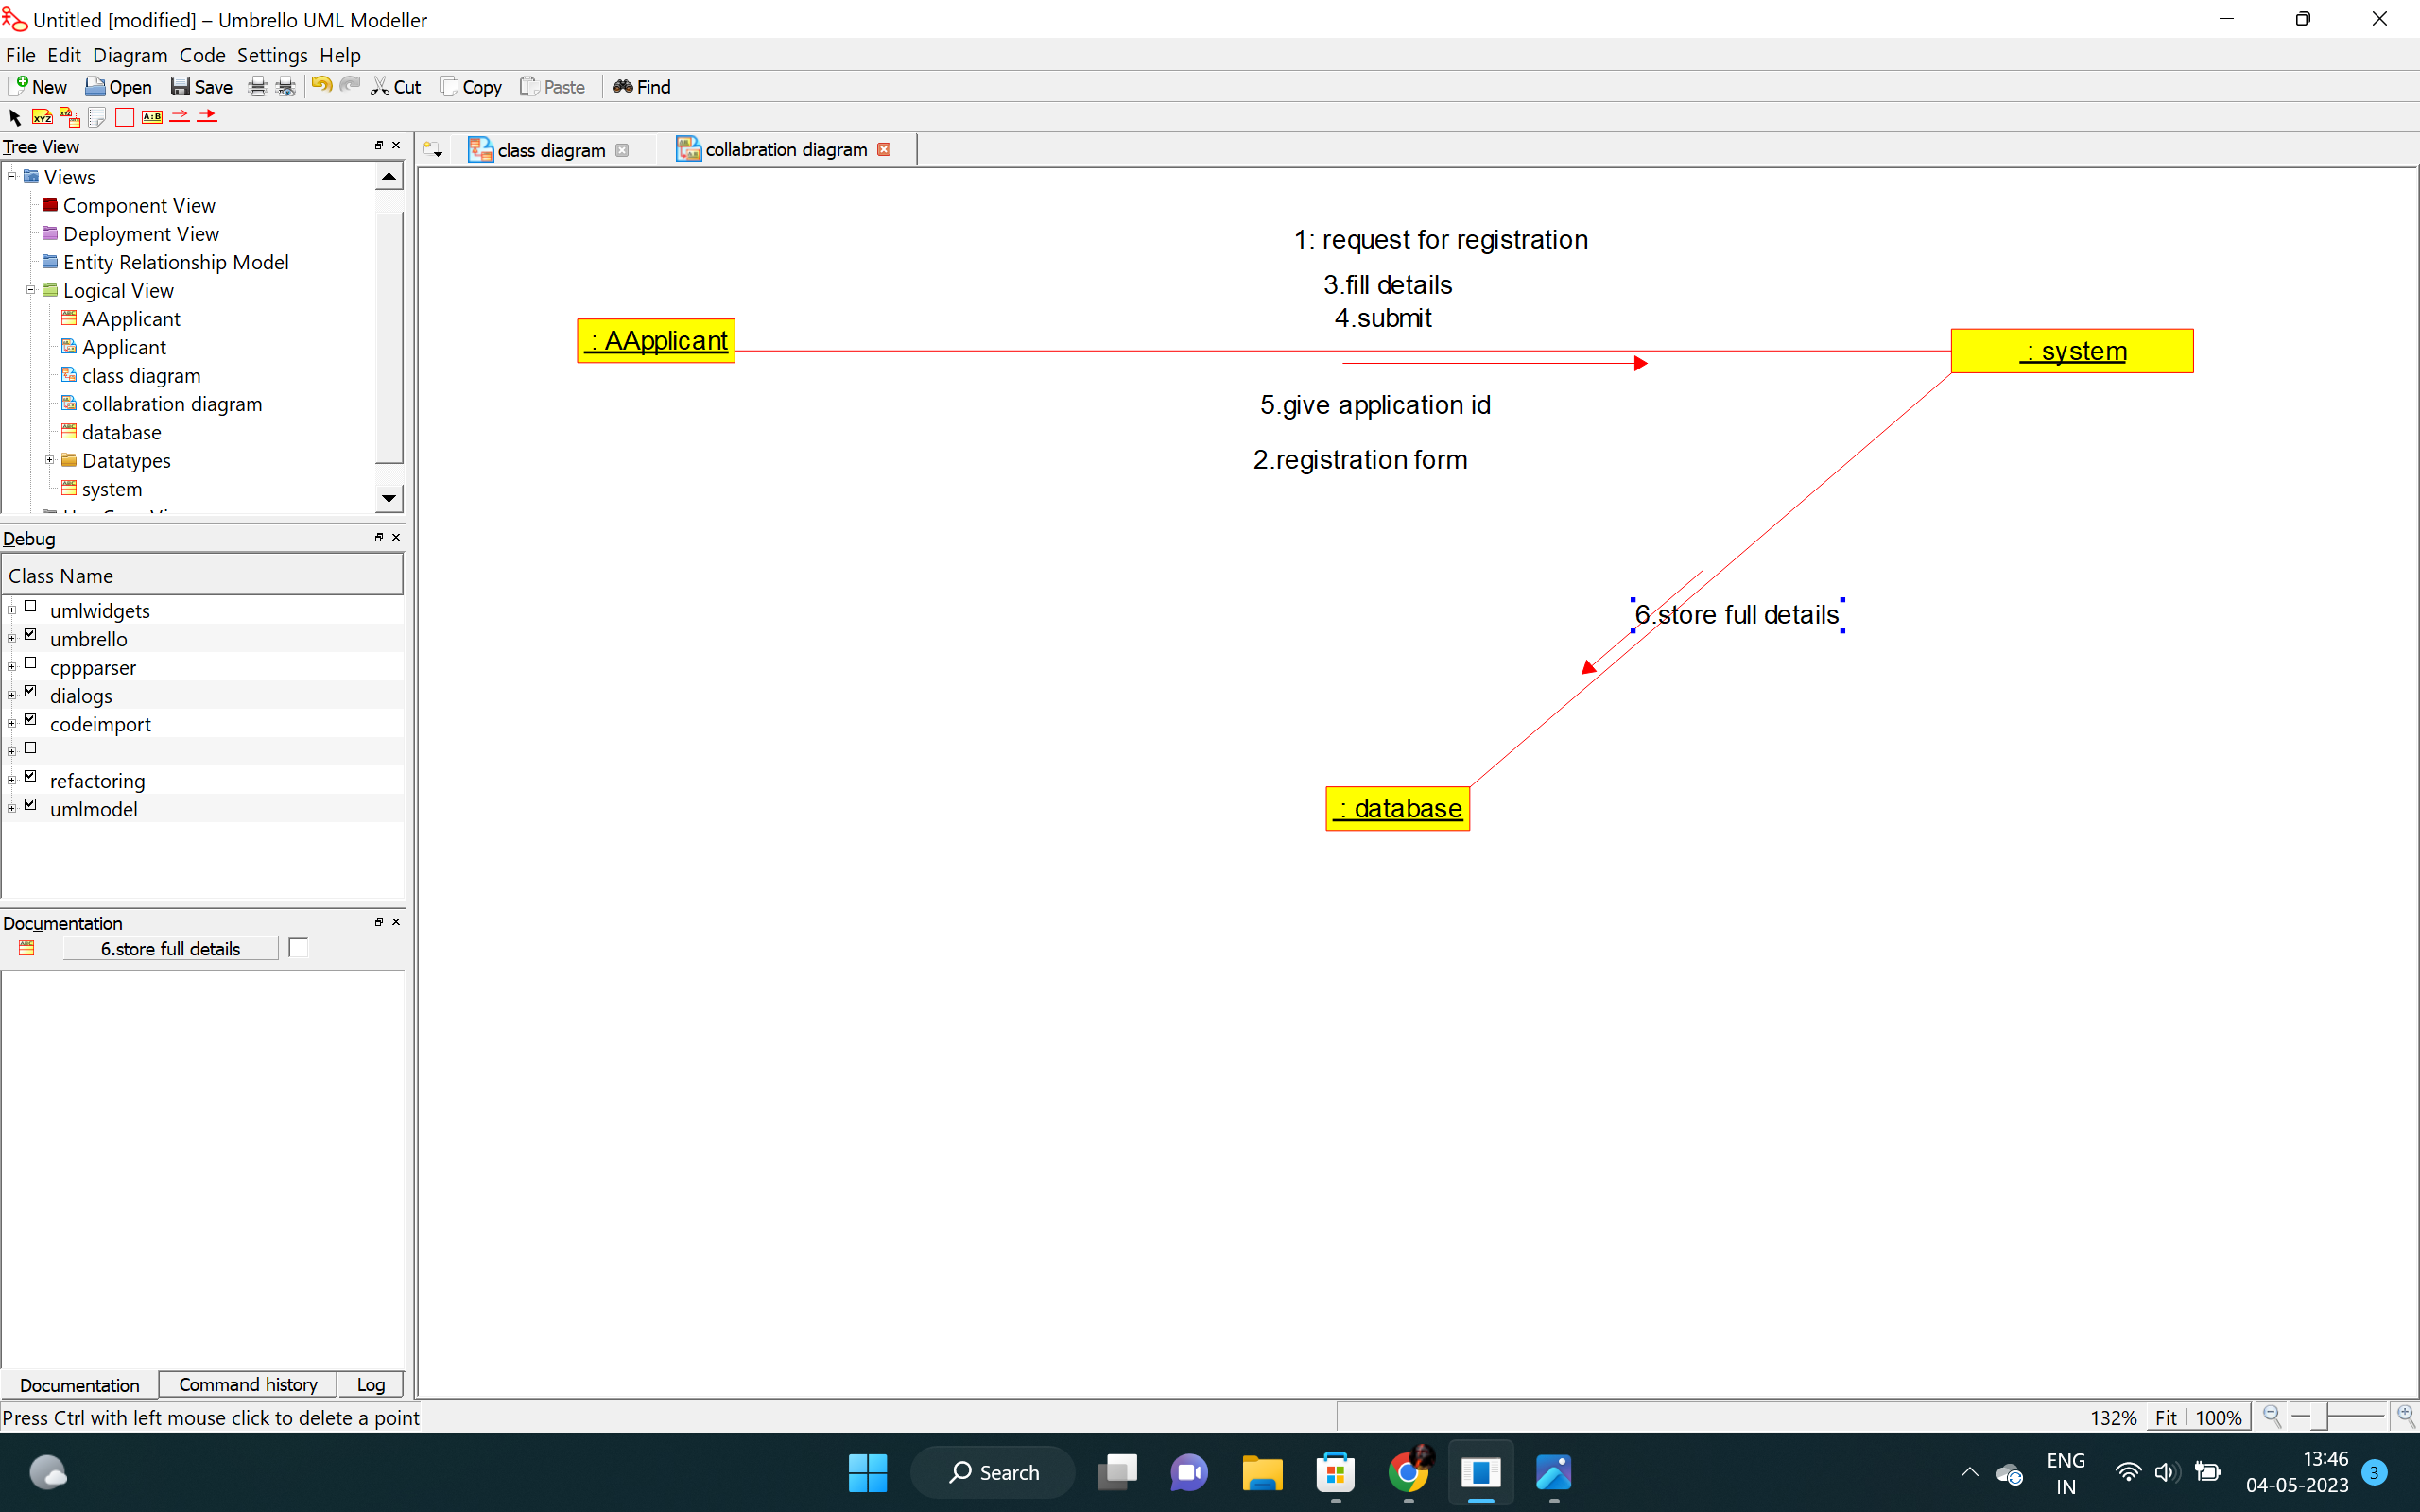 Untitled [modified] – Umbrello UML Modeller
File Edit Diagram Code Settings Help
New Open Save Cut Copy Paste Find
Tree View
class diagram
collabration diagram
Views
Component View
Deployment View
Entity Relationship Model
Logical View
AApplicant
Applicant
class diagram
collabration diagram
database
Datatypes
system
Debug
Class Name
umlwidgets
umbrello
cppparser
dialogs
codeimport
refactoring
umlmodel
Documentation
6.store full details
Documentation Command history Log
1: request for registration
3.fill details
4.submit
: AApplicant
: system
5.give application id
2.registration form
6.store full details
: database
Press Ctrl with left mouse click to delete a point
132% Fit 100%
Search
ENG
IN
13:46
04-05-2023
3